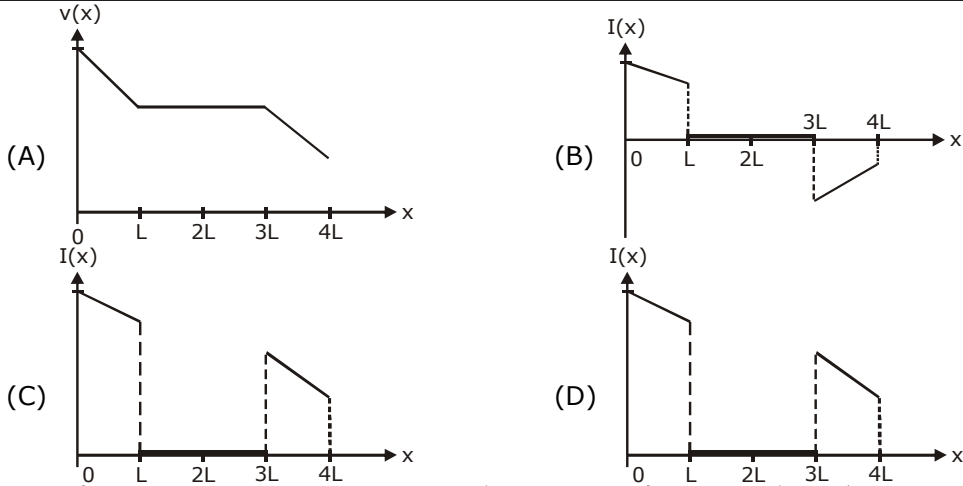 v(x)
(A)
0 L 2L 3L 4L x
I(x)
(B)
3L 4L
0 L 2L x
I(x)
(C)
0 L 2L 3L 4L x
I(x)
(D)
0 L 2L 3L 4L x